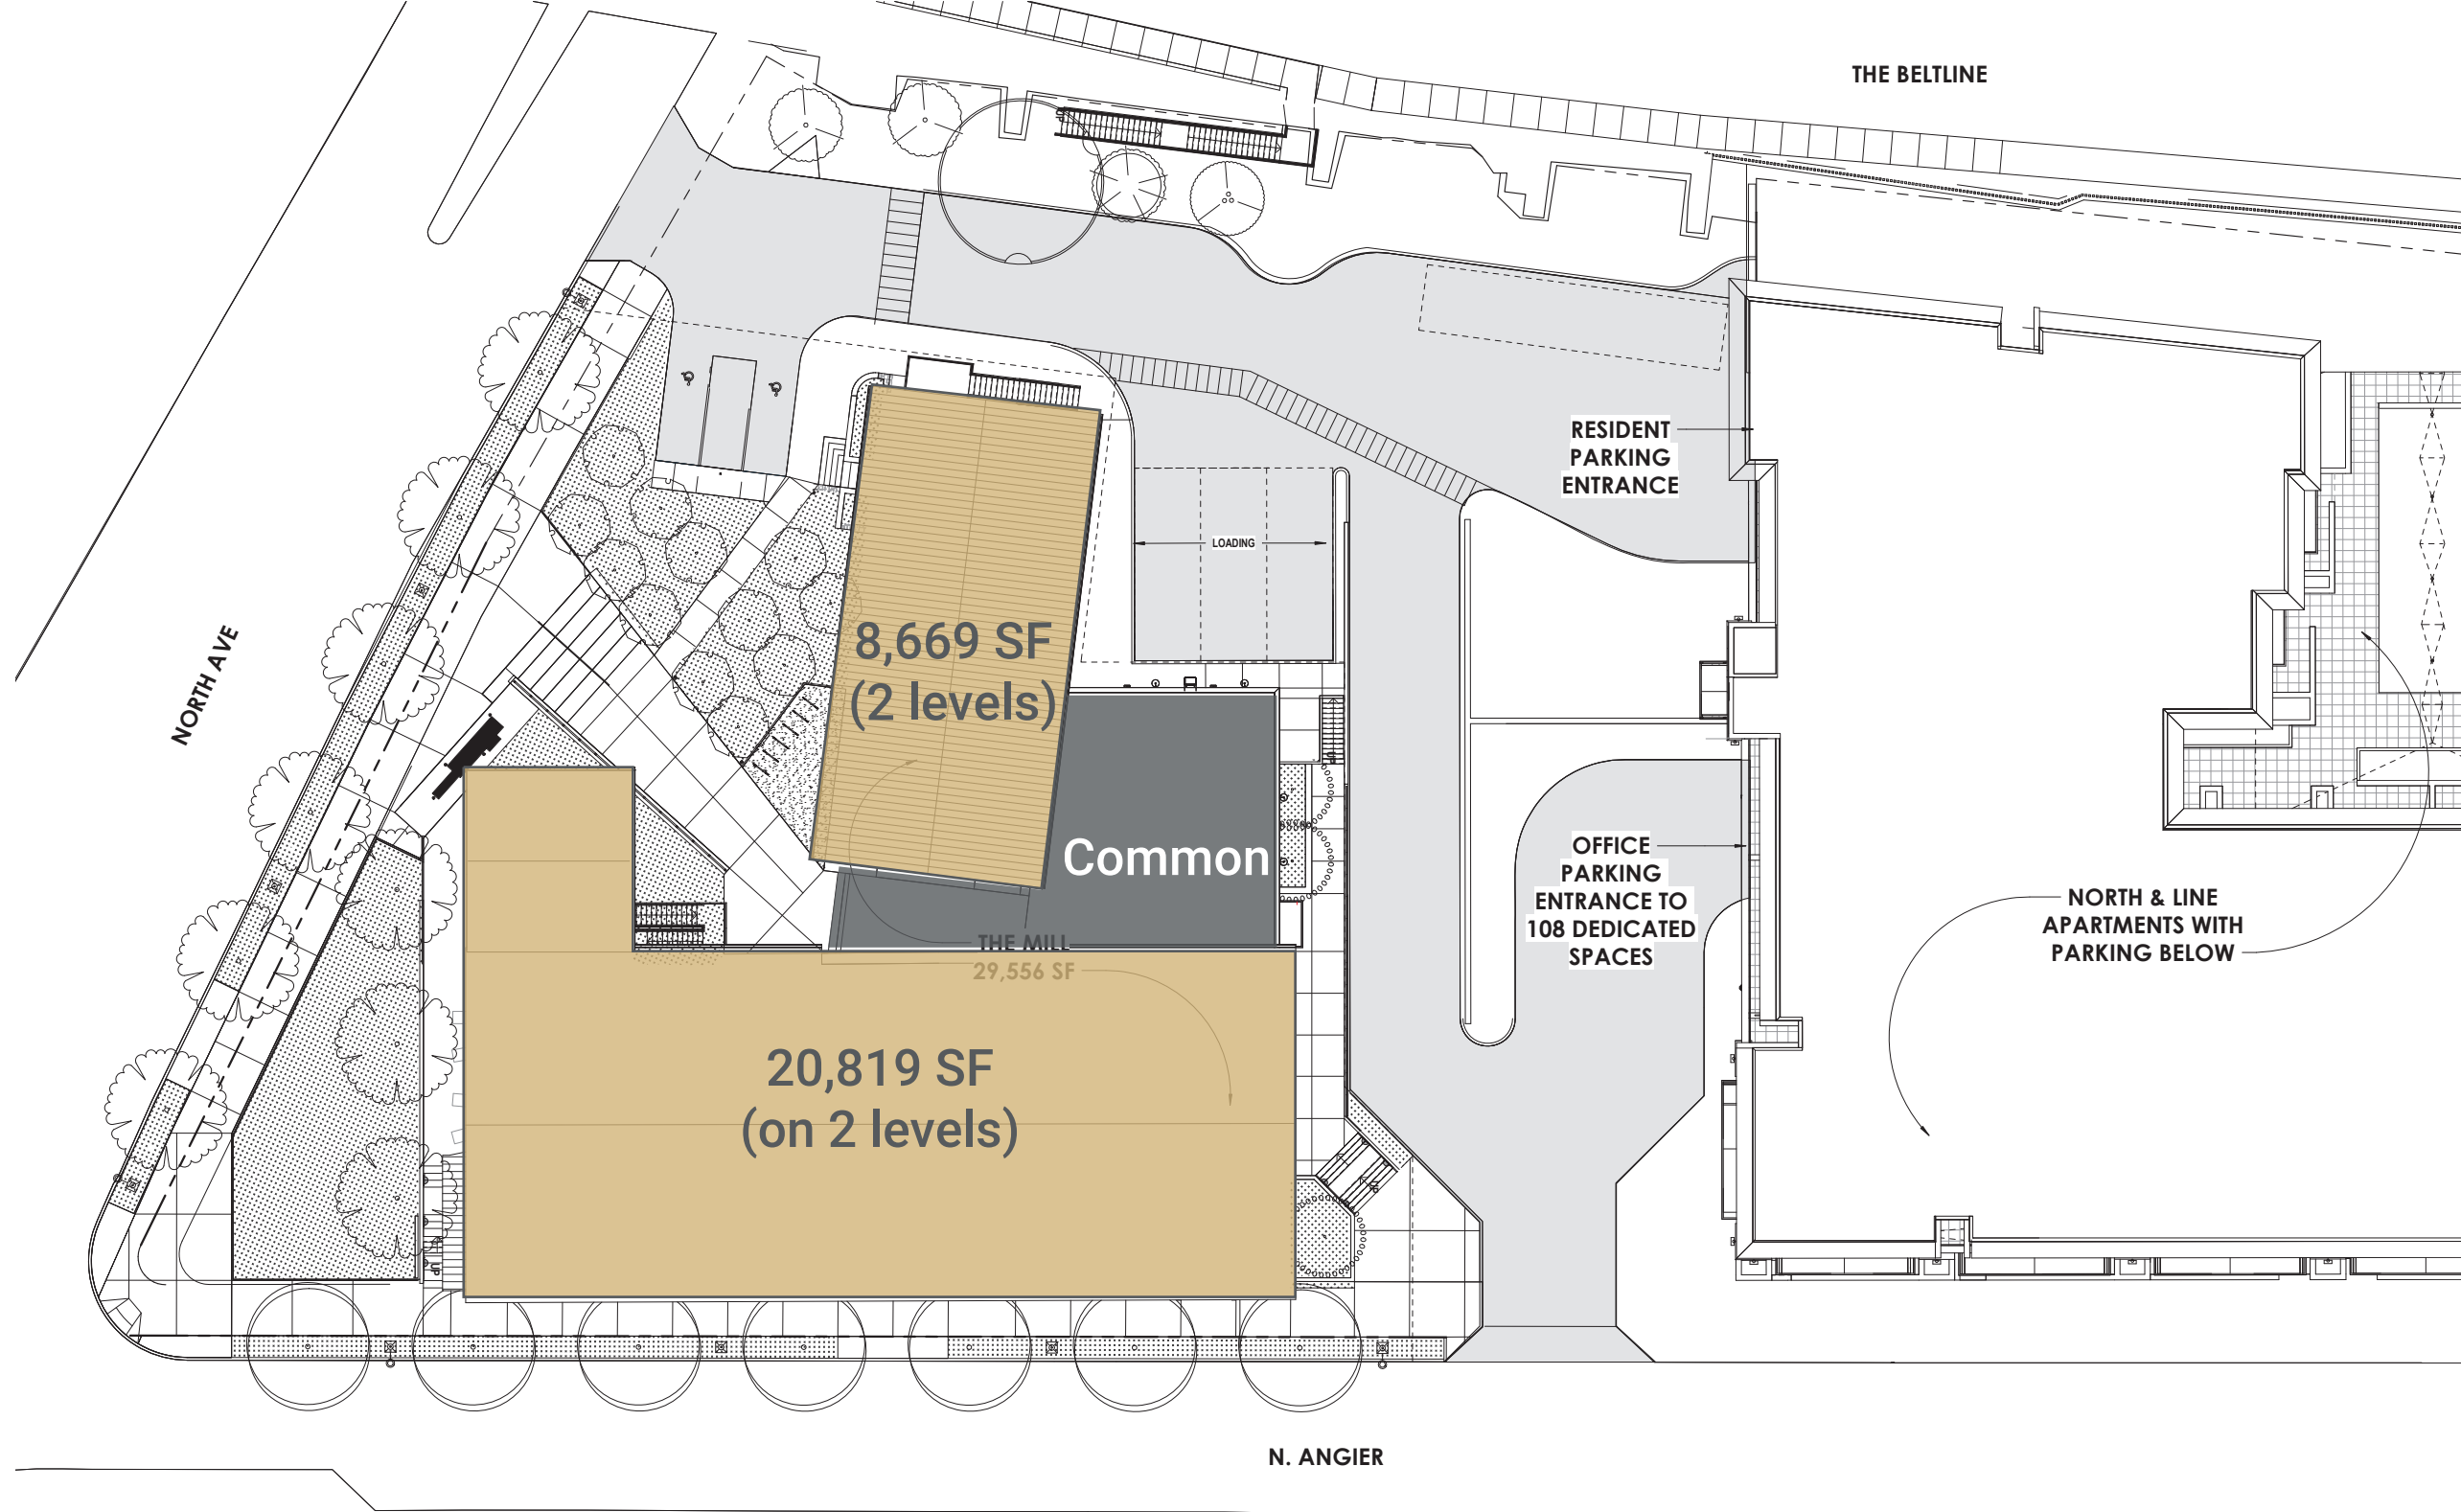 THE BELTLINE
RESIDENT
PARKING
ENTRANCE
LOADING
NORTH AVE
8,669 SF
(2 levels)
Common
OFFICE
PARKING
ENTRANCE TO
108 DEDICATED
SPACES
NORTH & LINE
APARTMENTS WITH
PARKING BELOW
THE MILL
29,556 SF
20,819 SF
(on 2 levels)
UP
UP
N. ANGIER